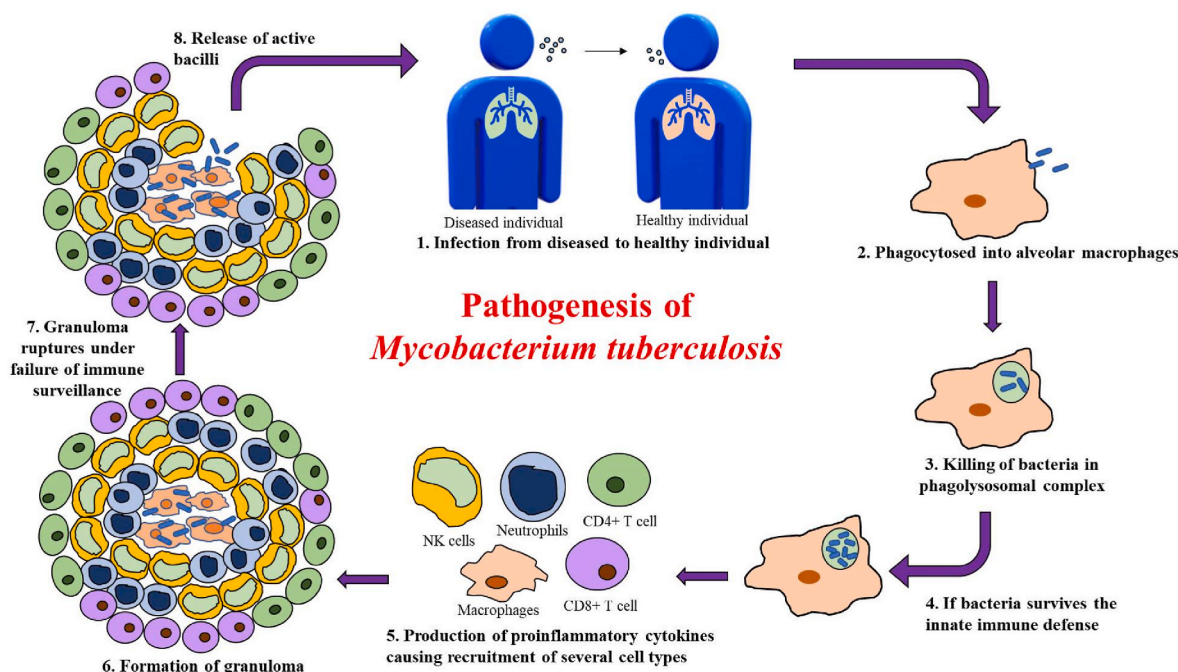 8. Release of active
bacilli
Diseased individual
Healthy individual
1. Infection from diseased to healthy individual
2. Phagocytosed into alveolar macrophages
Pathogenesis of
Mycobacterium tuberculosis
3. Killing of bacteria in
phagolysosomal complex
4. If bacteria survives the
innate immune defense
NK cells
Neutrophils
CD4+ T cell
Macrophages
CD8+ T cell
5. Production of proinflammatory cytokines
causing recruitment of several cell types
6. Formation of granuloma
7. Granuloma
ruptures under
failure of immune
surveillance